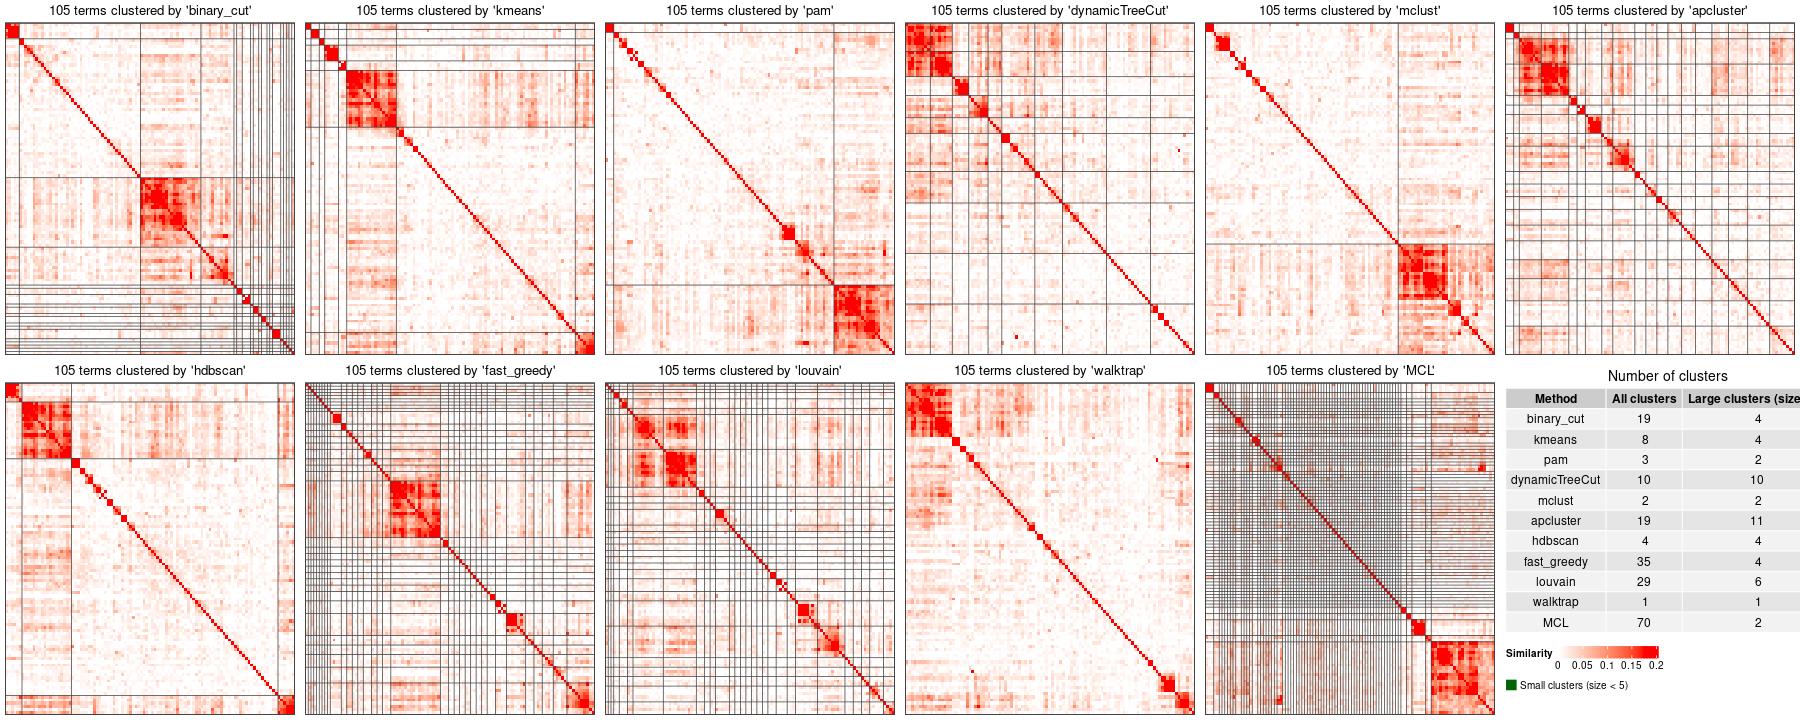 105 terms clustered by 'binary_cut'
105 terms clustered by 'kmeans'
105 terms clustered by 'pam'
105 terms clustered by 'dynamicTreeCut'
105 terms clustered by 'mclust'
105 terms clustered by 'apcluster'
105 terms clustered by 'hdbscan'
105 terms clustered by 'fast_greedy'
105 terms clustered by 'louvain'
105 terms clustered by 'walktrap'
105 terms clustered by 'MCL'
Number of clusters
Method All clusters Large clusters (size
binary_cut 19 4
kmeans 8 4
pam 3 2
dynamicTreeCut 10 10
mclust 2 2
apcluster 19 11
hdbscan 4 4
fast_greedy 35 4
louvain 29 6
walktrap 1 1
MCL 70 2
Similarity
0 0.05 0.1 0.15 0.2
Small clusters (size < 5)